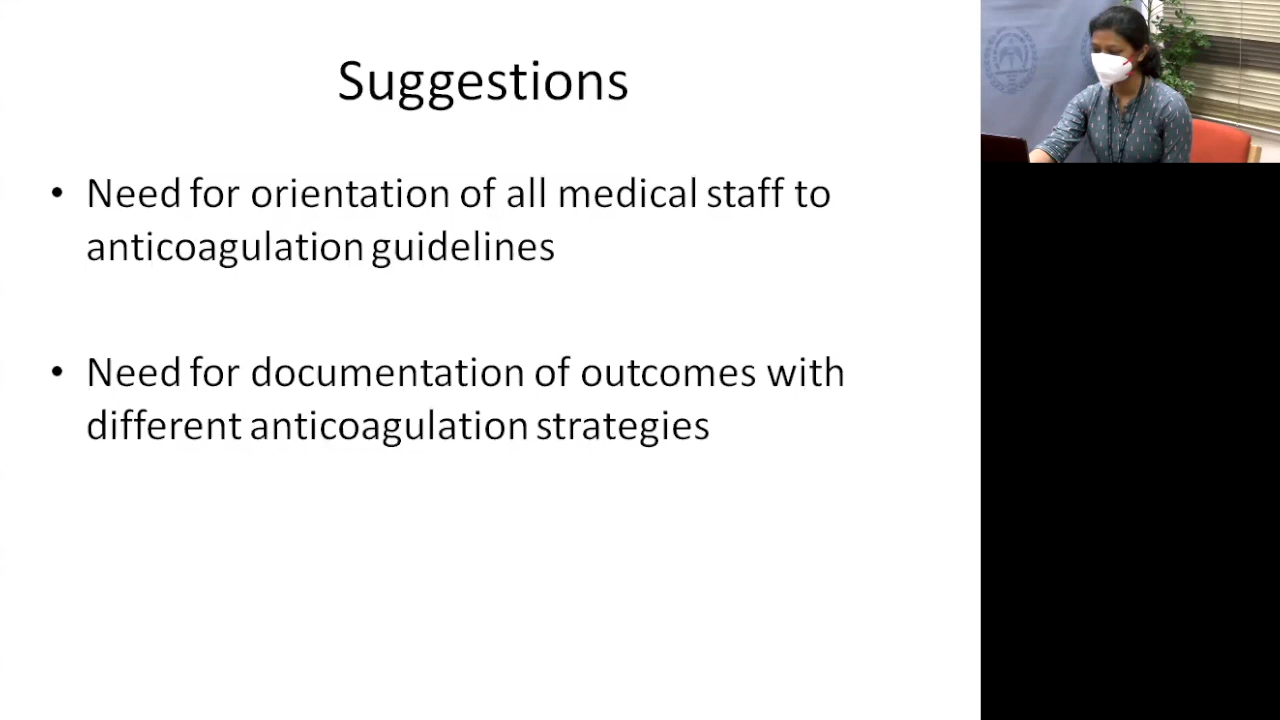 Suggestions
• Need for orientation of all medical staff to
anticoagulation guidelines
• Need for documentation of outcomes with
different anticoagulation strategies